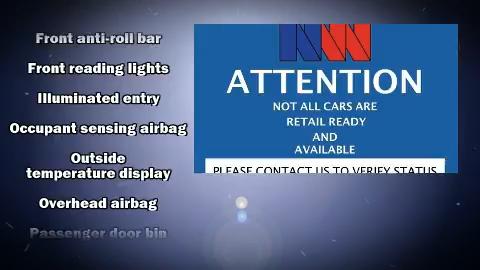 Front anti-roll bar
Front reading lights
Illuminated entry
Occupant sensing airbag
Outside
temperature display
Overhead airbag
Passenger door bin
ATTENTION
NOT ALL CARS ARE
RETAIL READY
AND
AVAILABLE
PLEASE CONTACT US TO VERIFY STATUS